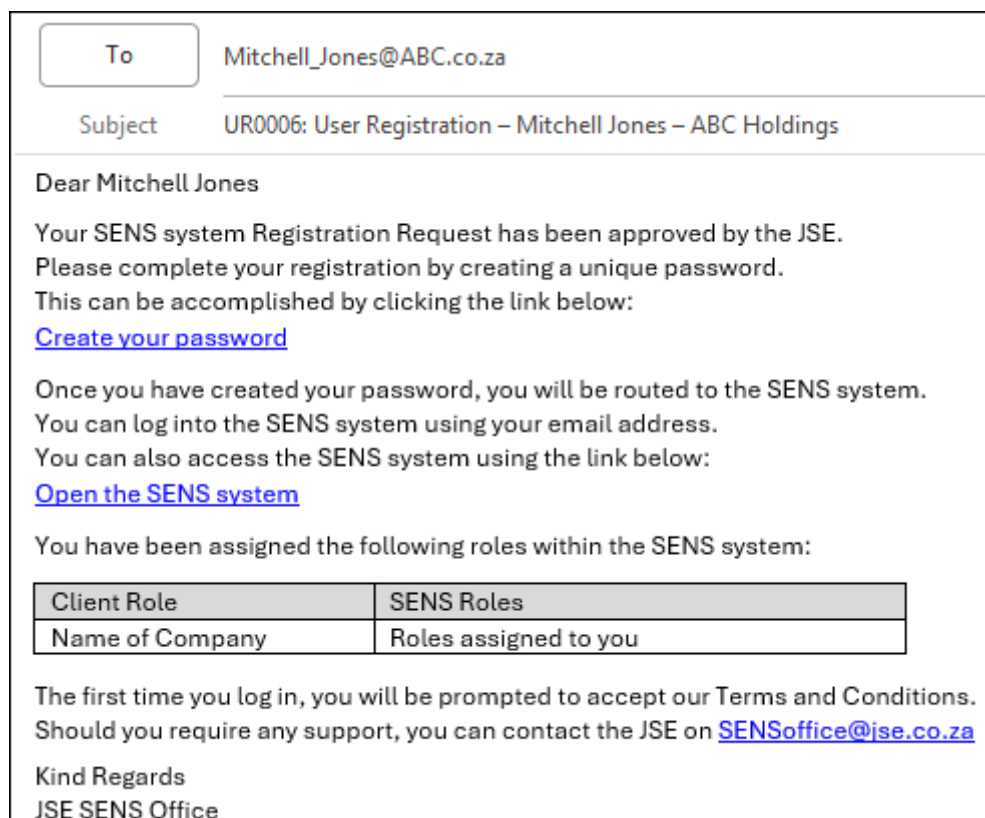 To Mitchell_Jones@ABC.co.za
Subject UR0006: User Registration – Mitchell Jones – ABC Holdings
Dear Mitchell Jones
Your SENS system Registration Request has been approved by the JSE.
Please complete your registration by creating a unique password.
This can be accomplished by clicking the link below:
Create your password
Once you have created your password, you will be routed to the SENS system.
You can log into the SENS system using your email address.
You can also access the SENS system using the link below:
Open the SENS system
You have been assigned the following roles within the SENS system:
Client Role SENS Roles
Name of Company Roles assigned to you
The first time you log in, you will be prompted to accept our Terms and Conditions.
Should you require any support, you can contact the JSE on SENSoffice@jse.co.za
Kind Regards
JSE SENS Office